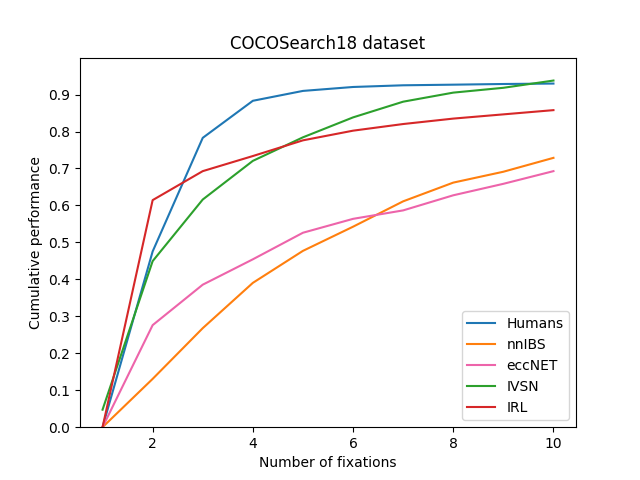 COCOSearch18 dataset
Cumulative performance
0.9
0.8
0.7
0.6
0.5
0.4
0.3
0.2
0.1
0.0
Humans
nnIBS
eccNET
IVSN
IRL
2 4 6 8 10
Number of fixations